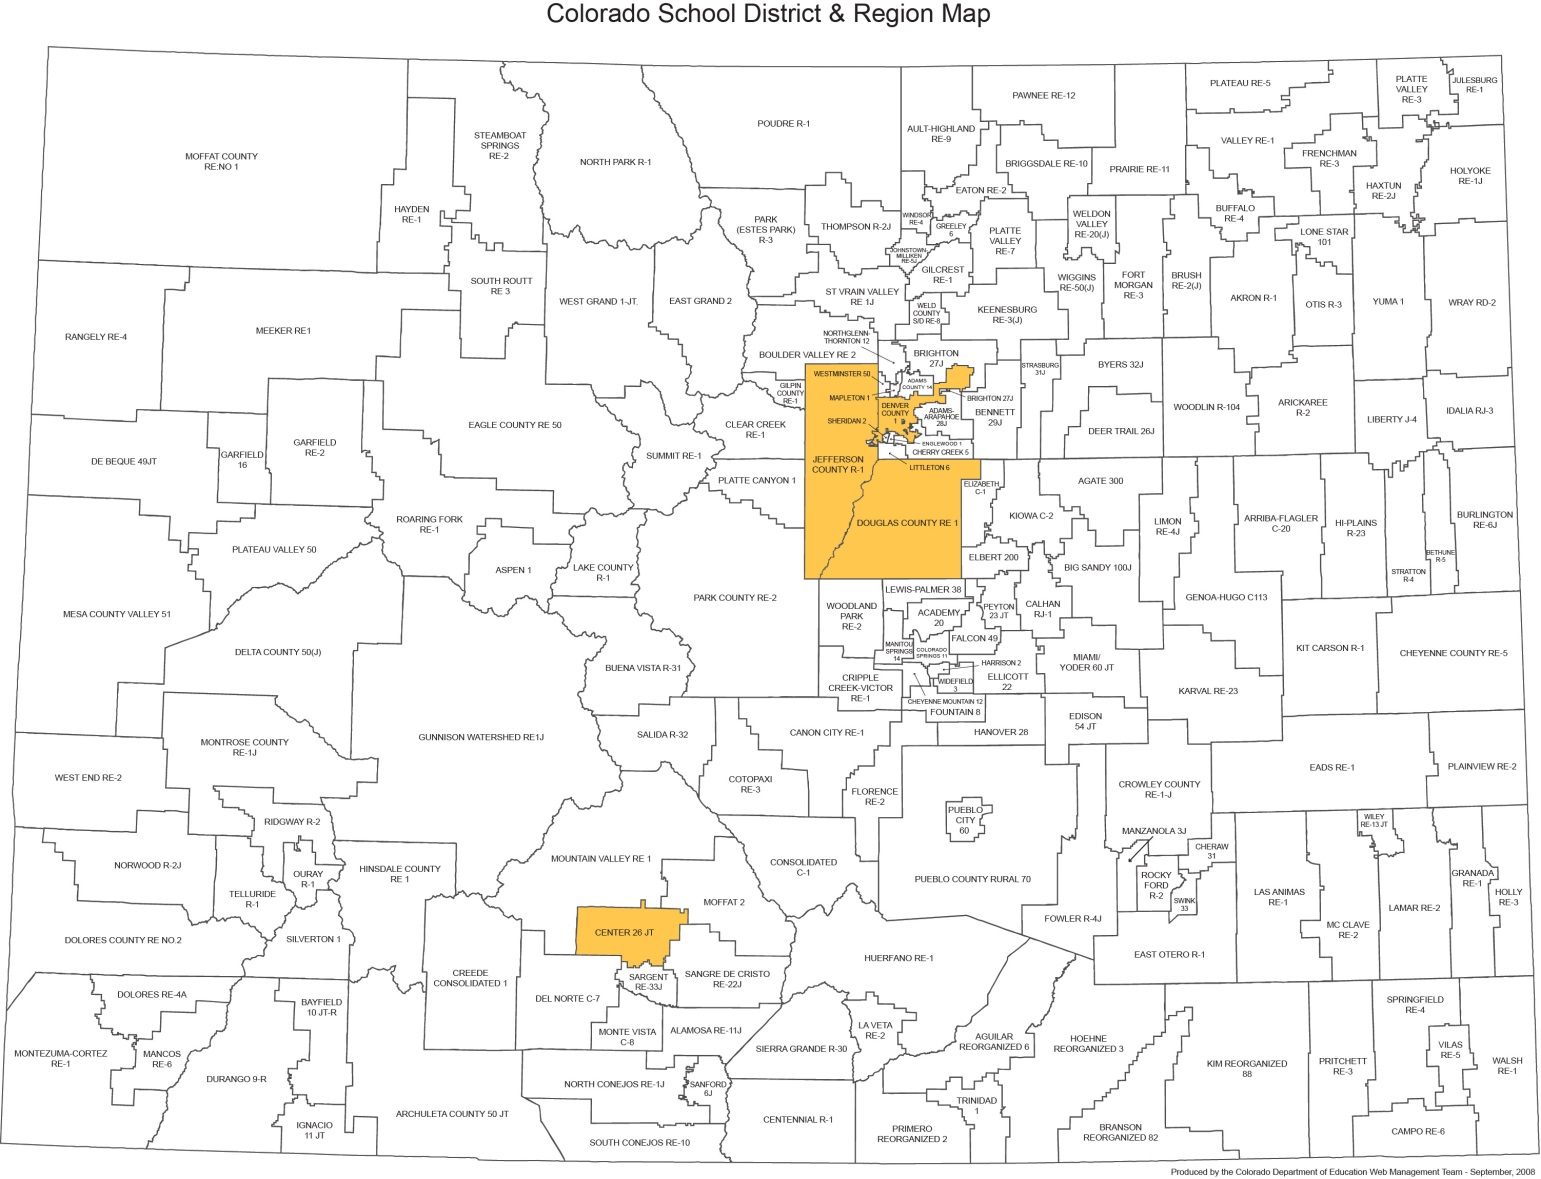 Colorado School District & Region Map
MOFFAT COUNTY
RE:NO 1
HAYDEN
RE-1
STEAMBOAT
SPRINGS
RE-2
NORTH PARK R-1
POUDRE R-1
AULT-HIGHLAND
RE-9
PAWNEE RE-12
BRIGGSDALE RE-10
PRAIRIE RE-11
PLATEAU RE-5
PLATTE
VALLEY
RE-3
JULESBURG
RE-1
VALLEY RE-1
FRENCHMAN
RE-3
HAXTUN
RE-2J
HOLYOKE
RE-1J
EATON RE-2
PARK
(ESTES PARK)
R-3
THOMPSON R-2J
WINDSOR
RE-4
GREELEY
6
PLATTE
VALLEY
RE-7
WELDON
VALLEY
RE-20(J)
BUFFALO
RE-4
LONE STAR
101
JOHNSTOWN-
MILLIKEN
RE-5J
GILCREST
RE-1
SOUTH ROUTT
RE 3
WEST GRAND 1-JT.
EAST GRAND 2
ST VRAIN VALLEY
RE 1J
WELD
COUNTY
S/D RE-8
KEENESBURG
RE-3(J)
WIGGINS
RE-50(J)
FORT
MORGAN
RE-3
BRUSH
RE-2(J)
AKRON R-1
OTIS R-3
YUMA 1
WRAY RD-2
RANGELY RE-4
MEEKER RE1
NORTHGLENN-
THORNTON 12
BOULDER VALLEY RE 2
BRIGHTON
27J
STRASBURG
31J
BYERS 32J
WESTMINSTER 50
ADAMS
COUNTY 14
GILPIN
COUNTY
RE-1
MAPLETON 1
BRIGHTON 27J
DENVER
COUNTY
1
ADAMS-
ARAPAHOE
28J
BENNETT
29J
SHERIDAN 2
ENGLEWOOD 1
CHERRY CREEK 5
LITTLETON 6
DEER TRAIL 26J
WOODLIN R-104
ARICKAREE
R-2
LIBERTY J-4
IDALIA RJ-3
CLEAR CREEK
RE-1
EAGLE COUNTY RE 50
SUMMIT RE-1
DE BEQUE 49JT
GARFIELD
16
GARFIELD
RE-2
JEFFERSON
COUNTY R-1
PLATTE CANYON 1
ELIZABETH
C-1
AGATE 300
KIOWA C-2
LIMON
RE-4J
ARRIBA-FLAGLER
C-20
HI-PLAINS
R-23
BURLINGTON
RE-6J
BETHUNE
R-5
STRATTON
R-4
ROARING FORK
RE-1
DOUGLAS COUNTY RE 1
PLATEAU VALLEY 50
ASPEN 1
LAKE COUNTY
R-1
ELBERT 200
BIG SANDY 100J
MESA COUNTY VALLEY 51
PARK COUNTY RE-2
LEWIS-PALMER 38
WOODLAND
PARK
RE-2
ACADEMY
20
PEYTON
23 JT
CALHAN
RJ-1
GENOA-HUGO C113
DELTA COUNTY 50(J)
BUENA VISTA R-31
MANITOU
SPRINGS
14
COLORADO
SPRINGS 11
FALCON 49
HARRISON 2
WIDEFIELD
3
ELLICOTT
22
MIAMI/
YODER 60 JT
KIT CARSON R-1
CHEYENNE COUNTY RE-5
CRIPPLE
CREEK-VICTOR
RE-1
CHEYENNE MOUNTAIN 12
FOUNTAIN 8
KARVAL RE-23
EDISON
54 JT
HANOVER 28
MONTROSE COUNTY
RE-1J
GUNNISON WATERSHED RE1J
SALIDA R-32
CANON CITY RE-1
WEST END RE-2
COTOPAXI
RE-3
FLORENCE
RE-2
PUEBLO
CITY
60
CROWLEY COUNTY
RE-1-J
EADS RE-1
PLAINVIEW RE-2
RIDGWAY R-2
MANZANOLA 3J
CHERAW
31
WILEY
RE-13 JT
NORWOOD R-2J
TELLURIDE
R-1
OURAY
R-1
HINSDALE COUNTY
RE 1
MOUNTAIN VALLEY RE 1
CONSOLIDATED
C-1
PUEBLO COUNTY RURAL 70
ROCKY
FORD
R-2
SWINK
33
FOWLER R-4J
LAS ANIMAS
RE-1
MC CLAVE
RE-2
LAMAR RE-2
GRANADA
RE-1
HOLLY
RE-3
MOFFAT 2
DOLORES COUNTY RE NO.2
SILVERTON 1
CENTER 26 JT
EAST OTERO R-1
CREEDE
CONSOLIDATED 1
SARGENT
RE-33J
SANGRE DE CRISTO
RE-22J
HUERFANO RE-1
DOLORES RE-4A
BAYFIELD
10 JT-R
DEL NORTE C-7
MONTE VISTA
C-8
ALAMOSA RE-11J
LA VETA
RE-2
SIERRA GRANDE R-30
AGUILAR
REORGANIZED 6
HOEHNE
REORGANIZED 3
SPRINGFIELD
RE-4
MONTEZUMA-CORTEZ
RE-1
MANCOS
RE-6
DURANGO 9-R
KIM REORGANIZED
88
PRITCHETT
RE-3
VILAS
RE-5
WALSH
RE-1
NORTH CONEJOS RE-1J
SANFORD
6J
ARCHULETA COUNTY 50 JT
IGNACIO
11 JT
SOUTH CONEJOS RE-10
CENTENNIAL R-1
PRIMERO
REORGANIZED 2
TRINIDAD
1
BRANSON
REORGANIZED 82
CAMPO RE-6
Produced by the Colorado Department of Education Web Management Team - September, 2008